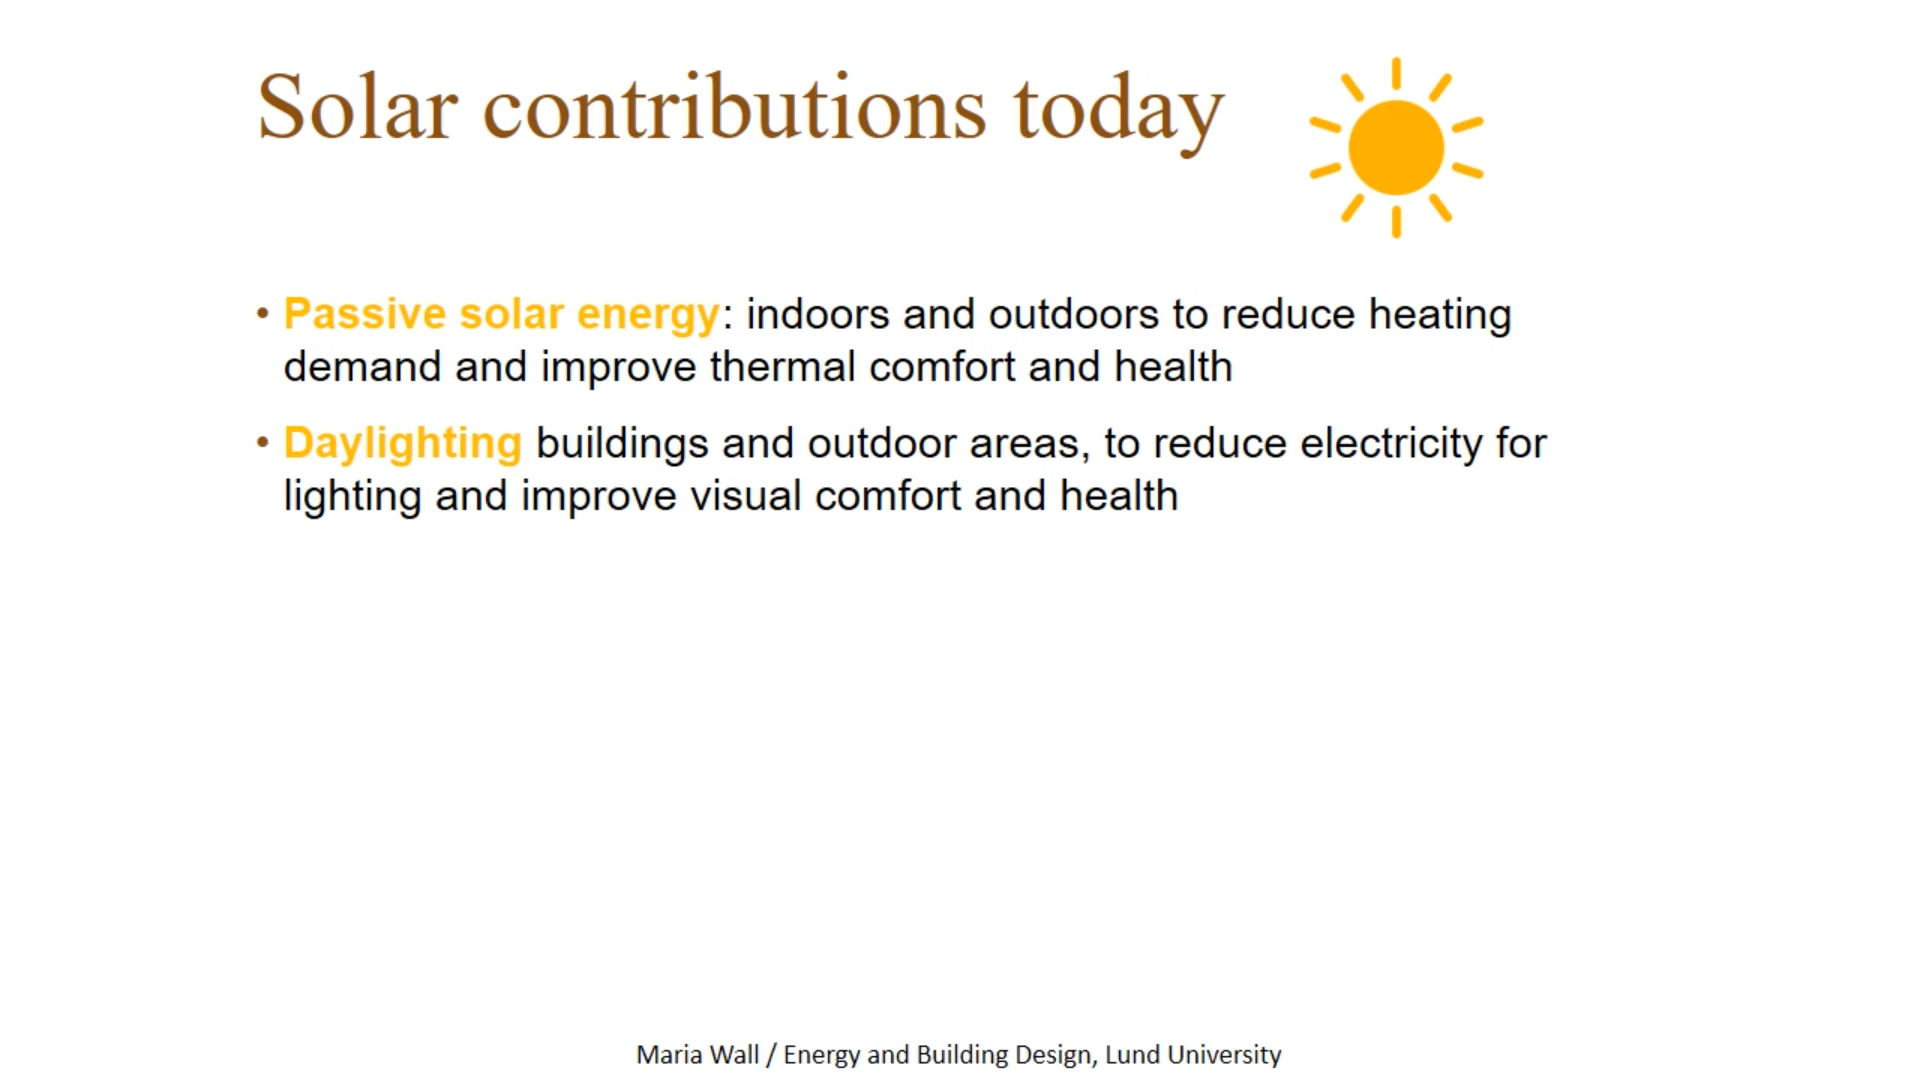 Solar contributions today
• Passive solar energy: indoors and outdoors to reduce heating
demand and improve thermal comfort and health
• Daylighting buildings and outdoor areas, to reduce electricity for
lighting and improve visual comfort and health
Maria Wall / Energy and Building Design, Lund University